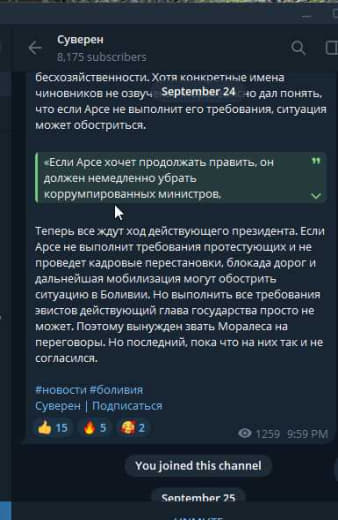 Суверен
8,175 subscribers
бесхозяйственности. Хотя конкретные имена
чиновников не озвуч
September 24
но дал понять,
что если Арсе не выполнит его требования, ситуация
может обостриться.
«Если Арсе хочет продолжать править, он
должен немедленно убрать
коррумпированных министров,
Теперь все ждут ход действующего президента. Если
Арсе не выполнит требования протестующих и не
проведет кадровые перестановки, блокада дорог и
дальнейшая мобилизация могут обострить
ситуацию в Боливии. Но выполнить все требования
эвистов действующий глава государства просто не
может. Поэтому вынужден звать Моралеса на
переговоры. Но последний, пока что на них так и не
согласился.
#новости #боливия
Суверен | Подписаться
15 5 2
1259 9:59 PM
You joined this channel
September 25